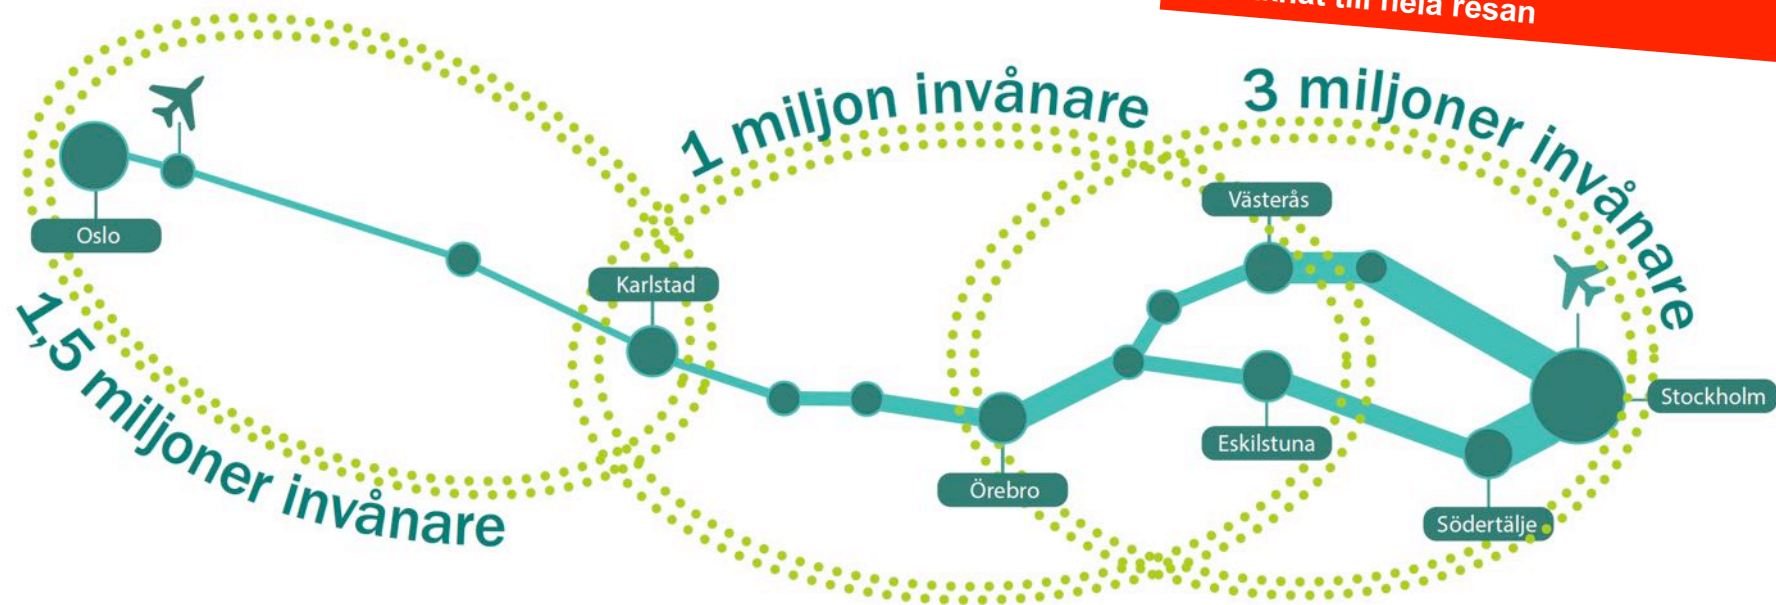 till hela resan
1 miljon invånare
3 miljoner invånare
Västerås
Oslo
Karlstad
1,5 miljoner invånare
Stockholm
Eskilstuna
Örebro
Södertälje